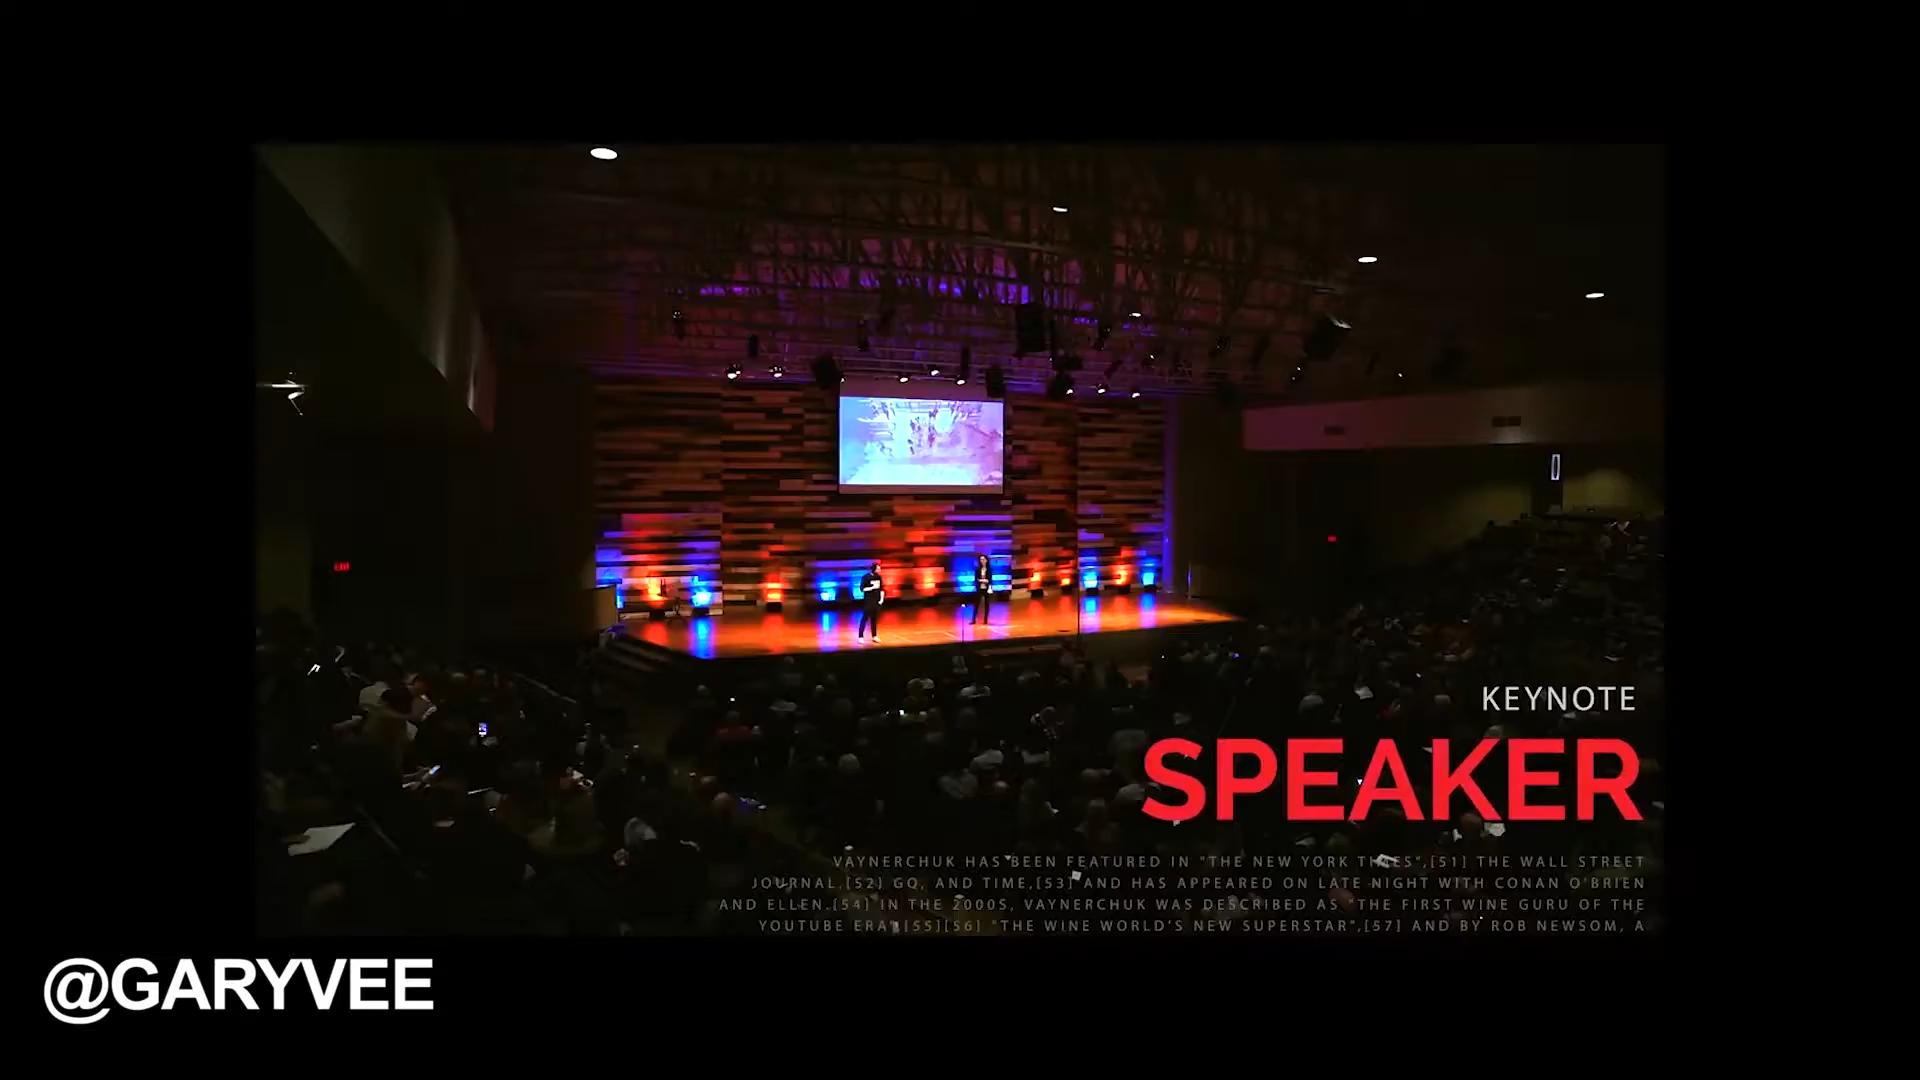 KEYNOTE
SPEAKER
VAYNERCHUK HAS BEEN FEATURED IN "THE NEW YORK TIMES",[51] THE WALL STREET
JOURNAL,[52] GQ, AND TIME,[53] AND HAS APPEARED ON LATE NIGHT WITH CONAN O'BRIEN
AND ELLEN.[54] IN THE 2000S, VAYNERCHUK WAS DESCRIBED AS "THE FIRST WINE GURU OF THE
YOUTUBE ERA",[55][56] "THE WINE WORLD'S NEW SUPERSTAR",[57] AND BY ROB NEWSOM, A
@GARYVEE